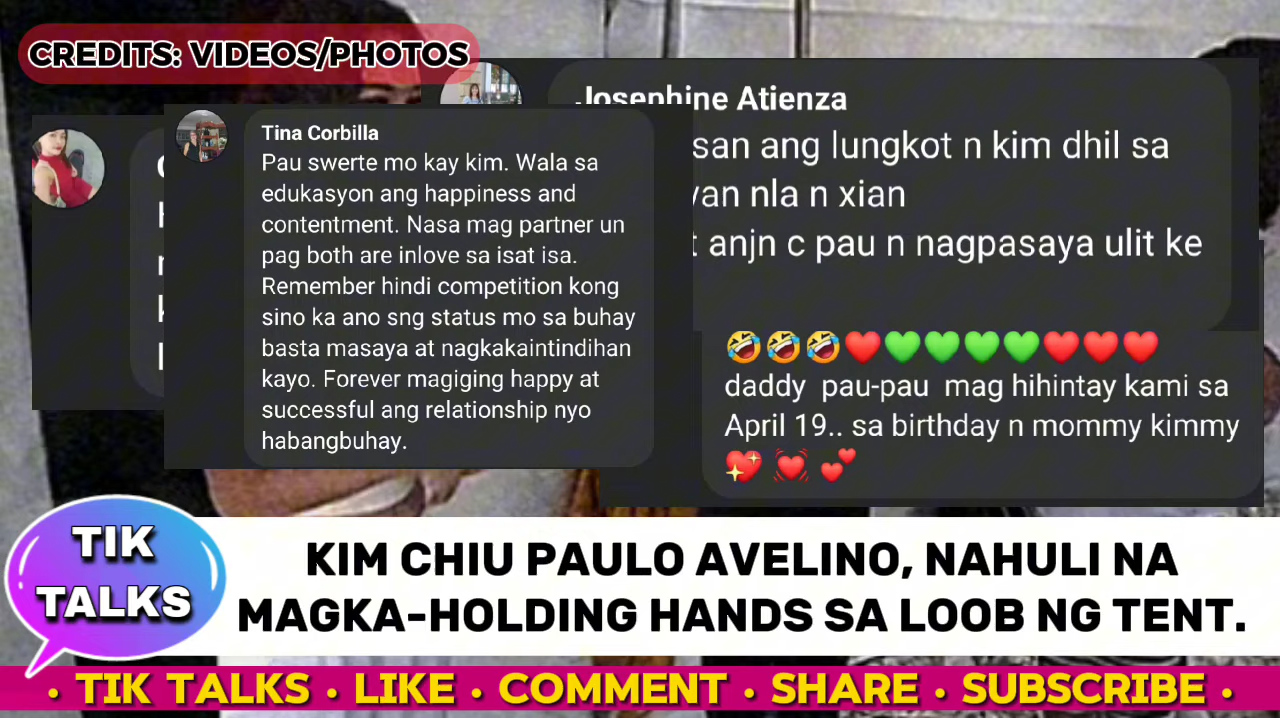 CREDITS: VIDEOS/PHOTOS
Josephine Atienza
san ang lungkot n kim dhil sa
nla n xian
anjn c pau n nagpasaya ulit ke
Tina Corbilla
Pau swerte mo kay kim. Wala sa
edukasyon ang happiness and
contentment. Nasa mag partner un
pag both are inlove sa isat isa.
Remember hindi competition kong
sino ka ano sng status mo sa buhay
basta masaya at nagkakaintindihan
kayo. Forever magiging happy at
successful ang relationship nyo
habangbuhay.
🤣🤣🤣❤️💚💚💚💚❤️❤️❤️
daddy pau-pau mag hihintay kami sa
April 19.. sa birthday n mommy kimmy
💖 💓 💕
TIK
TALKS
KIM CHIU PAULO AVELINO, NAHULI NA
MAGKA-HOLDING HANDS SA LOOB NG TENT.
• TIK TALKS • LIKE • COMMENT • SHARE • SUBSCRIBE •